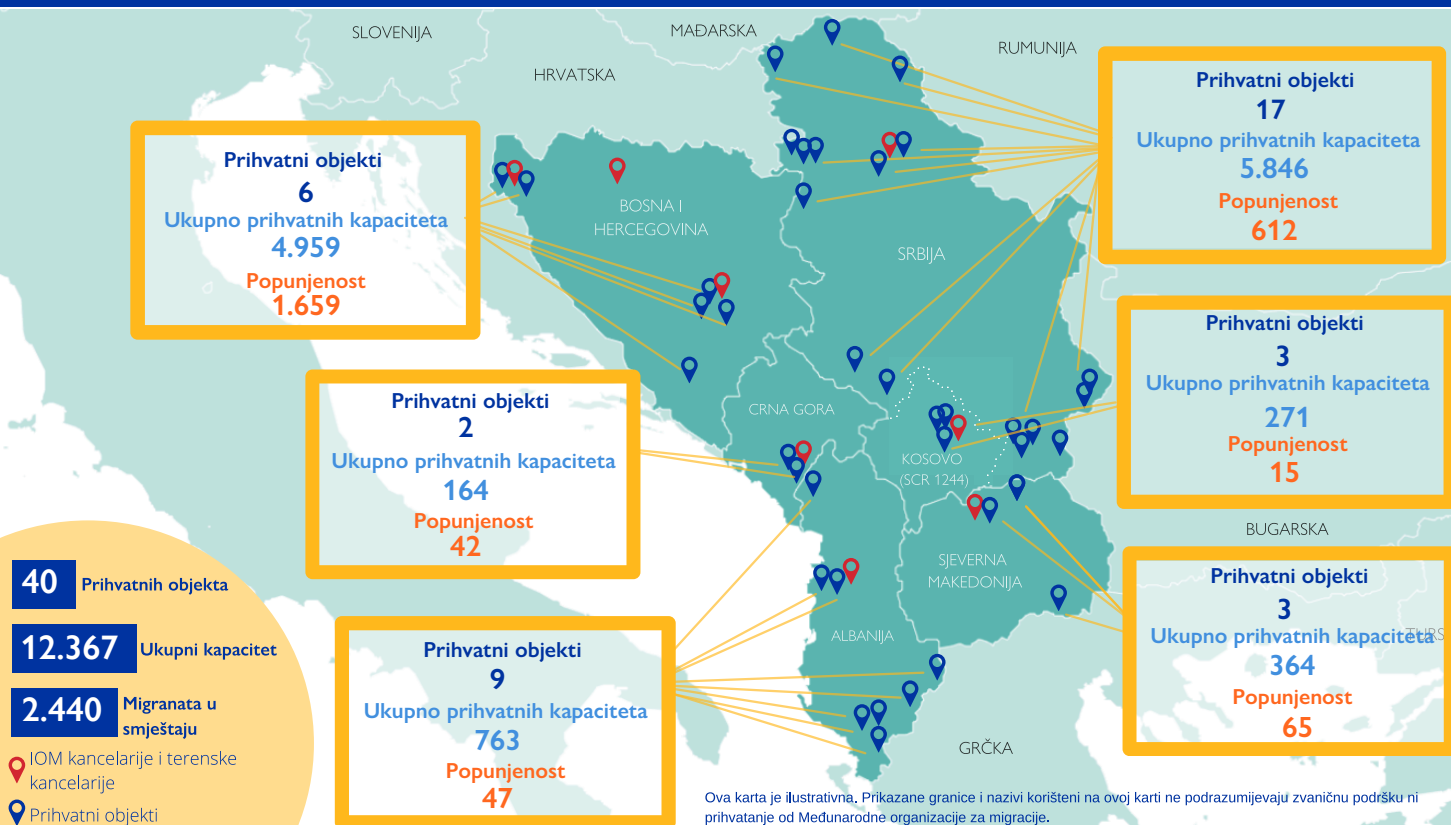 SLOVENIJA
MAĐARSKA
RUMUNIJA
HRVATSKA
Prihvatni objekti
17
Ukupno prihvatnih kapaciteta
5.846
Popunjenost
612
Prihvatni objekti
6
Ukupno prihvatnih kapaciteta
4.959
Popunjenost
1.659
BOSNA I
HERCEGOVINA
SRBIJA
Prihvatni objekti
3
Ukupno prihvatnih kapaciteta
271
Popunjenost
15
Prihvatni objekti
2
Ukupno prihvatnih kapaciteta
164
Popunjenost
42
CRNA GORA
KOSOVO
(SCR 1244)
BUGARSKA
SJEVERNA
MAKEDONIJA
Prihvatni objekti
3
Ukupno prihvatnih kapaciteta
364
Popunjenost
65
TURS
ALBANIJA
Prihvatni objekti
9
Ukupno prihvatnih kapaciteta
763
Popunjenost
47
GRČKA
40 Prihvatnih objekta
12.367 Ukupni kapacitet
2.440 Migranata u
smještaju
IOM kancelarije i terenske
kancelarije
Prihvatni objekti
Ova karta je ilustrativna. Prikazane granice i nazivi korišteni na ovoj karti ne podrazumijevaju zvaničnu podršku ni
prihvatanje od Međunarodne organizacije za migracije.